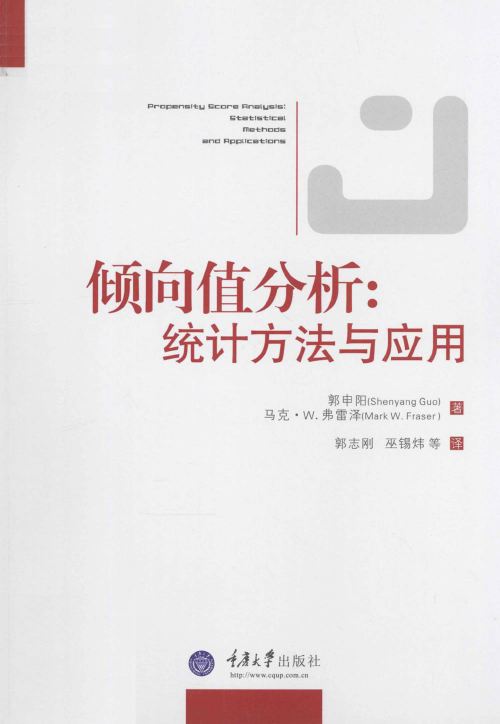 Propensity Score Analysis:
Statistical
Methods
and Applications
倾向值分析:
统计方法与应用
郭申阳(Shenyang Guo)
马克·W.弗雷泽(Mark W. Fraser) 著
郭志刚 巫锡炜 等 译
重庆大学出版社
http://www.cqup.com.cn